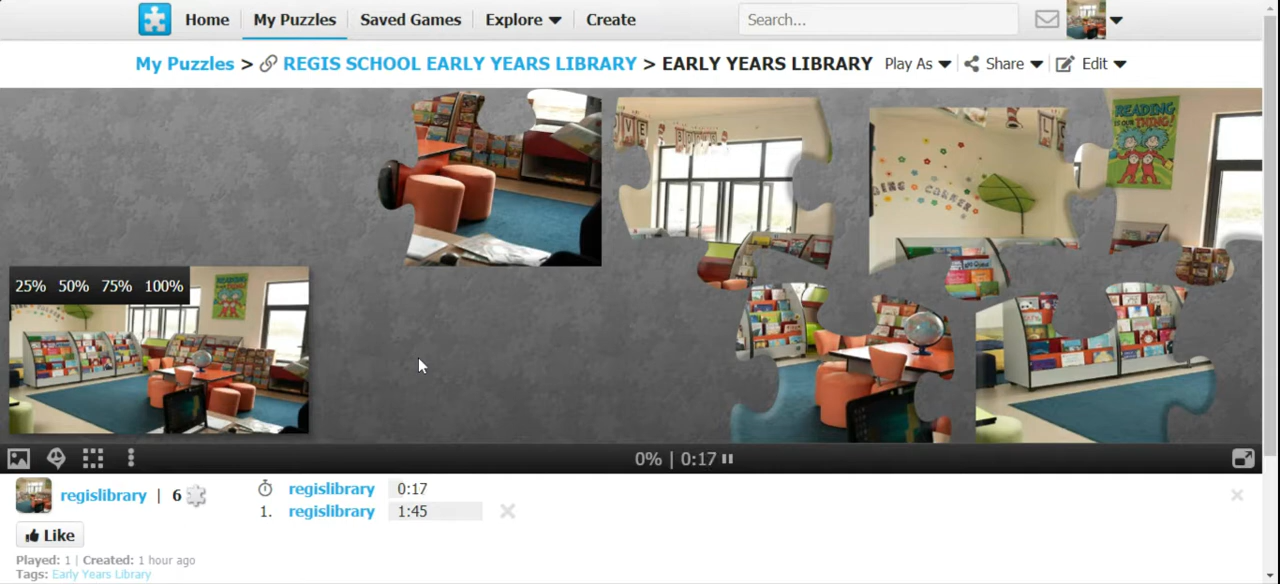 Home My Puzzles Saved Games Explore Create Search...
My Puzzles > REGIS SCHOOL EARLY YEARS LIBRARY > EARLY YEARS LIBRARY Play As Share Edit
READING
IS OUR
THING!
25% 50% 75% 100%
READING
0% | 0:17
regislibrary | 6
regislibrary 0:17
1. regislibrary 1:45
Like
Played: 1 | Created: 1 hour ago
Tags: Early Years Library